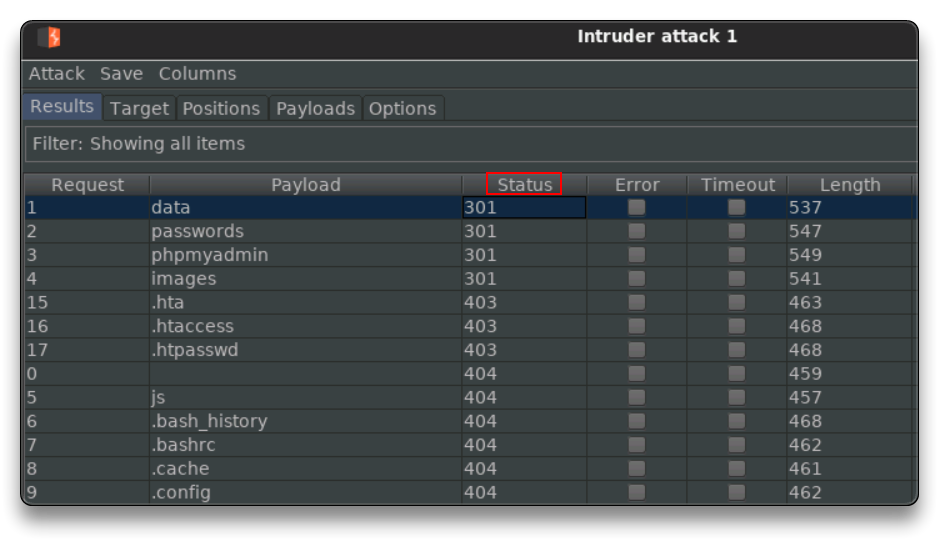 Intruder attack 1
Attack Save Columns
Results Target Positions Payloads Options
Filter: Showing all items
Request Payload Status Error Timeout Length
1 data 301 537
2 passwords 301 547
3 phpmyadmin 301 549
4 images 301 541
15 .hta 403 463
16 .htaccess 403 468
17 .htpasswd 403 468
0 404 459
5 js 404 457
6 .bash_history 404 468
7 .bashrc 404 462
8 .cache 404 461
9 .config 404 462